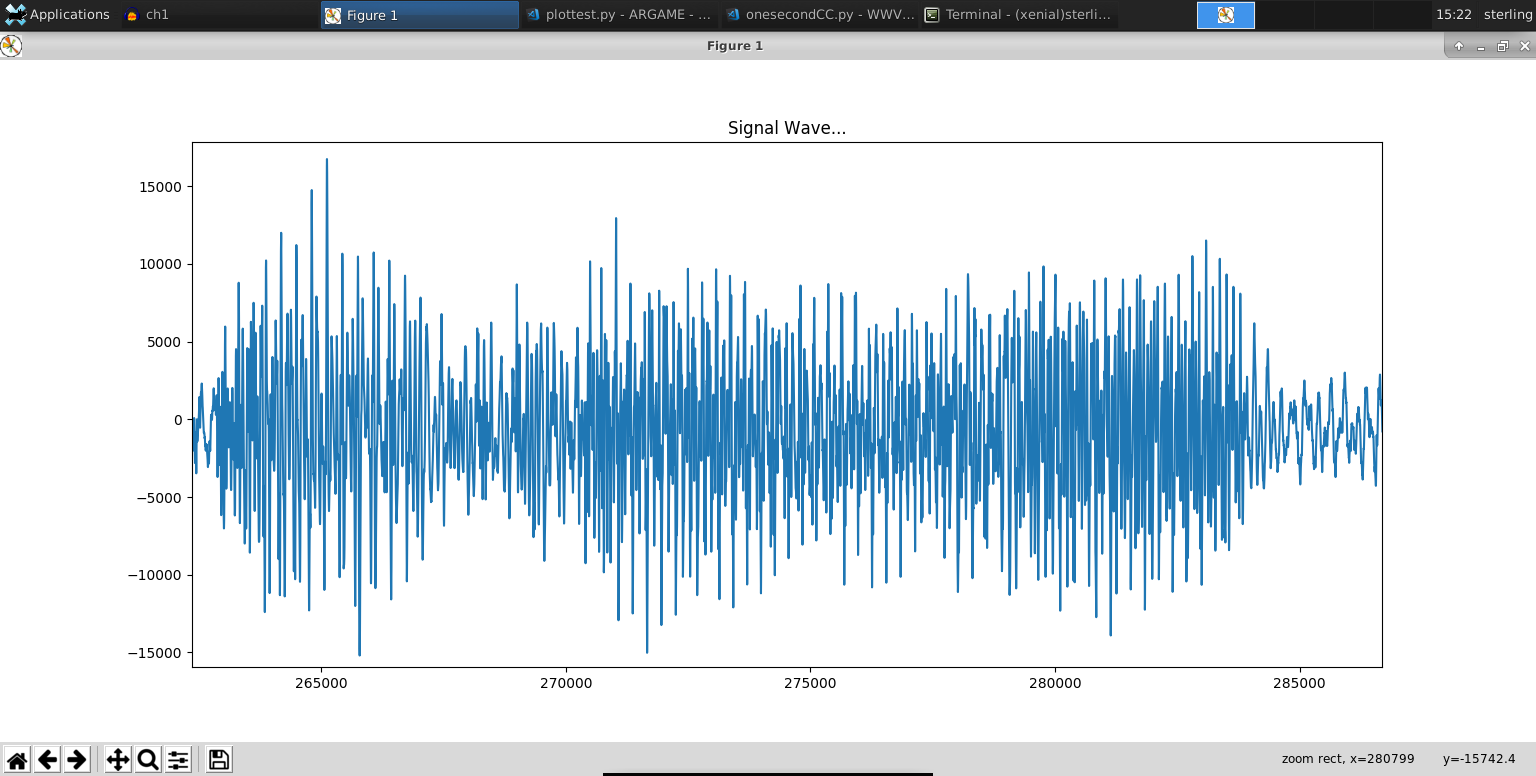 Applications ch1 Figure 1 plottest.py - ARGAME - ... onesecondCC.py - WWV... Terminal - (xenial)sterli... 15:22 sterling
Figure 1
Signal Wave...
15000
10000
5000
0
−5000
−10000
−15000
265000 270000 275000 280000 285000
zoom rect, x=280799 y=-15742.4